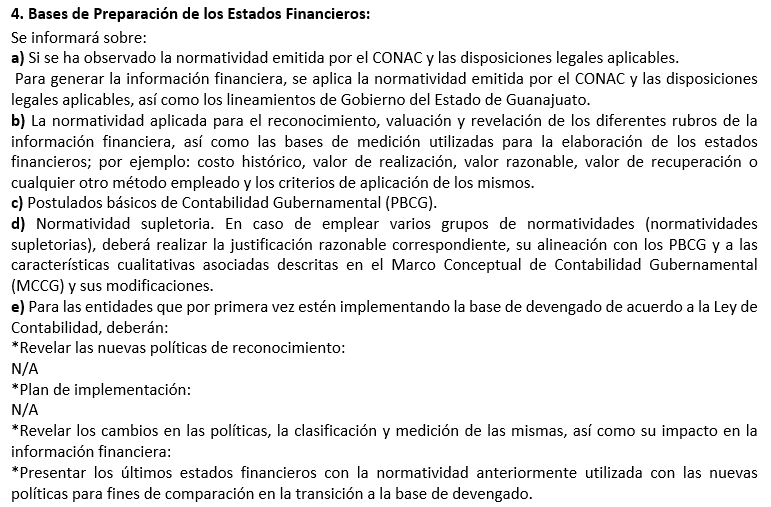 4. Bases de Preparación de los Estados Financieros:
Se informará sobre:
a) Si se ha observado la normatividad emitida por el CONAC y las disposiciones legales aplicables.
Para generar la información financiera, se aplica la normatividad emitida por el CONAC y las disposiciones
legales aplicables, así como los lineamientos de Gobierno del Estado de Guanajuato.
b) La normatividad aplicada para el reconocimiento, valuación y revelación de los diferentes rubros de la
información financiera, así como las bases de medición utilizadas para la elaboración de los estados
financieros; por ejemplo: costo histórico, valor de realización, valor razonable, valor de recuperación o
cualquier otro método empleado y los criterios de aplicación de los mismos.
c) Postulados básicos de Contabilidad Gubernamental (PBCG).
d) Normatividad supletoria. En caso de emplear varios grupos de normatividades (normatividades
supletorias), deberá realizar la justificación razonable correspondiente, su alineación con los PBCG y a las
características cualitativas asociadas descritas en el Marco Conceptual de Contabilidad Gubernamental
(MCCG) y sus modificaciones.
e) Para las entidades que por primera vez estén implementando la base de devengado de acuerdo a la Ley de
Contabilidad, deberán:
*Revelar las nuevas políticas de reconocimiento:
N/A
*Plan de implementación:
N/A
*Revelar los cambios en las políticas, la clasificación y medición de las mismas, así como su impacto en la
información financiera:
*Presentar los últimos estados financieros con la normatividad anteriormente utilizada con las nuevas
políticas para fines de comparación en la transición a la base de devengado.